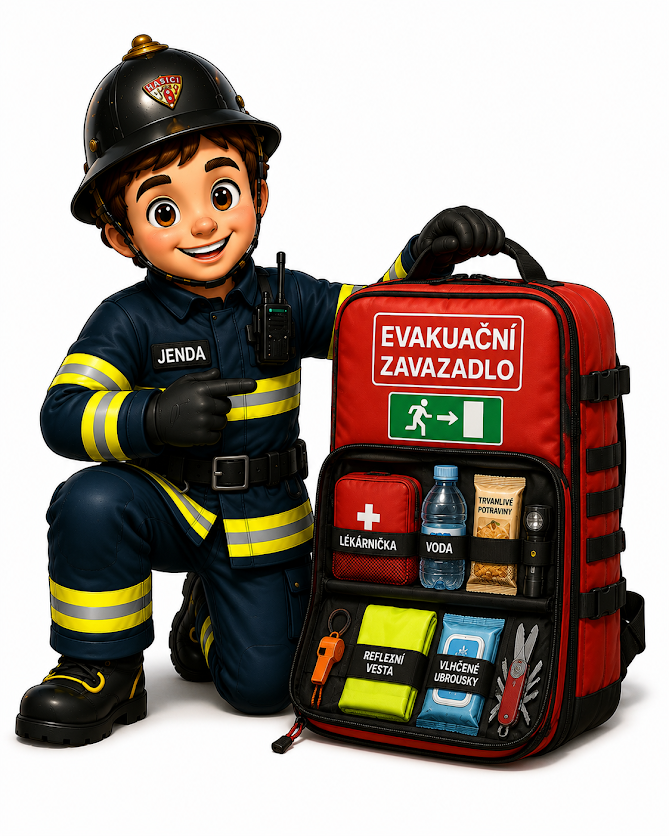 HASIČI
JENDA
EVAKUAČNÍ
ZAVAZADLO
LÉKÁRNIČKA
VODA
TRVANLIVÉ
POTRAVINY
REFLEXNÍ
VESTA
VLHČENÉ
UBROUSKY